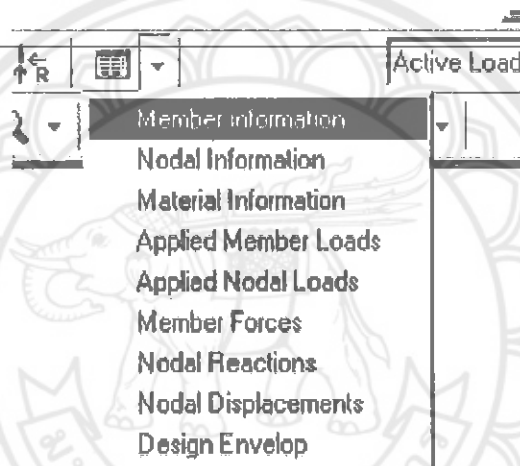 R
Active Load
Member Information
Nodal Information
Material Information
Applied Member Loads
Applied Nodal Loads
Member Forces
Nodal Reactions
Nodal Displacements
Design Envelop